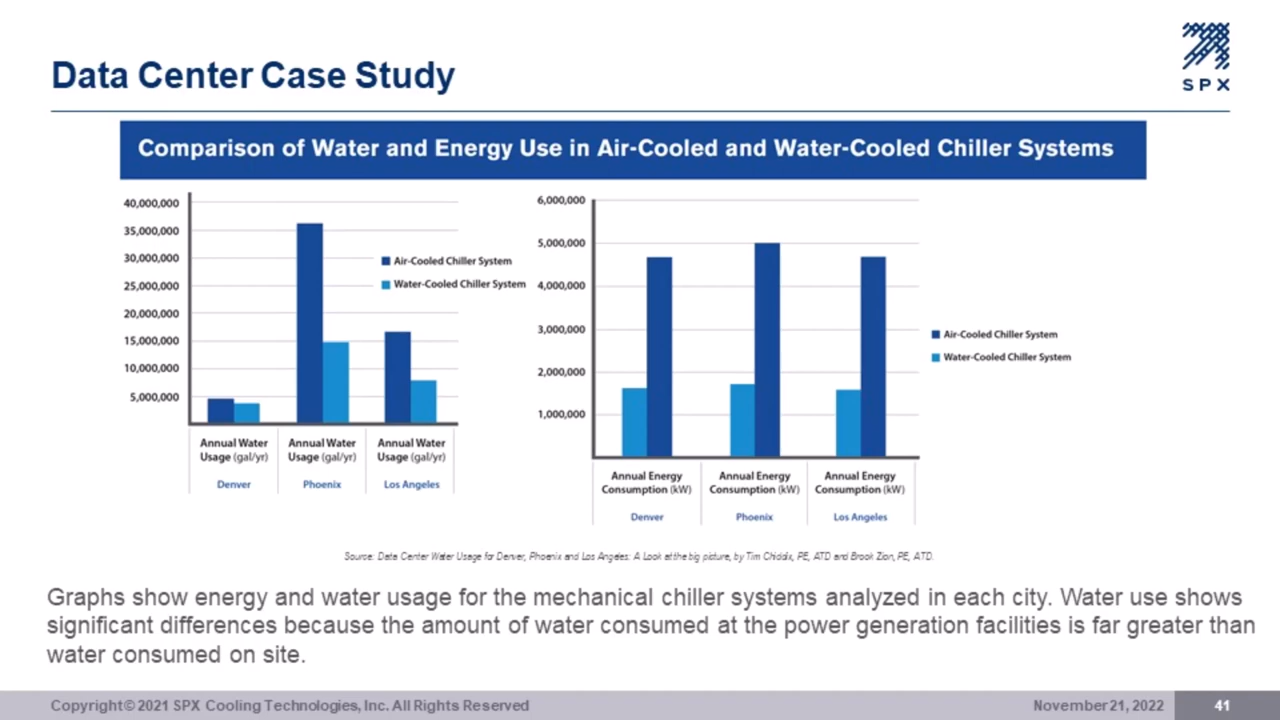 Data Center Case Study
SPX
Comparison of Water and Energy Use in Air-Cooled and Water-Cooled Chiller Systems
40,000,000
35,000,000
30,000,000
25,000,000
20,000,000
15,000,000
10,000,000
5,000,000
Air-Cooled Chiller System
Water-Cooled Chiller System
Annual Water
Usage (gal/yr)
Denver
Annual Water
Usage (gal/yr)
Phoenix
Annual Water
Usage (gal/yr)
Los Angeles
6,000,000
5,000,000
4,000,000
3,000,000
2,000,000
1,000,000
Air-Cooled Chiller System
Water-Cooled Chiller System
Annual Energy
Consumption (kW)
Denver
Annual Energy
Consumption (kW)
Phoenix
Annual Energy
Consumption (kW)
Los Angeles
Source: Data Center Water Usage for Denver, Phoenix and Los Angeles: A Look at the big picture, by Tim Chiddix, PE, ATD and Brook Zion, PE, ATD.
Graphs show energy and water usage for the mechanical chiller systems analyzed in each city. Water use shows
significant differences because the amount of water consumed at the power generation facilities is far greater than
water consumed on site.
Copyright© 2021 SPX Cooling Technologies, Inc. All Rights Reserved
November 21, 2022
41